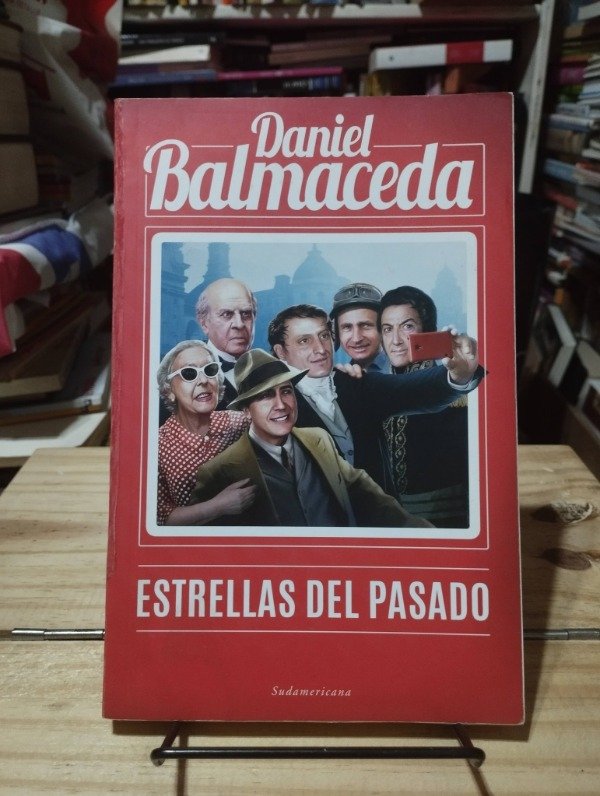 Daniel
Balmaceda
ESTRELLAS DEL PASADO
Sudamericana